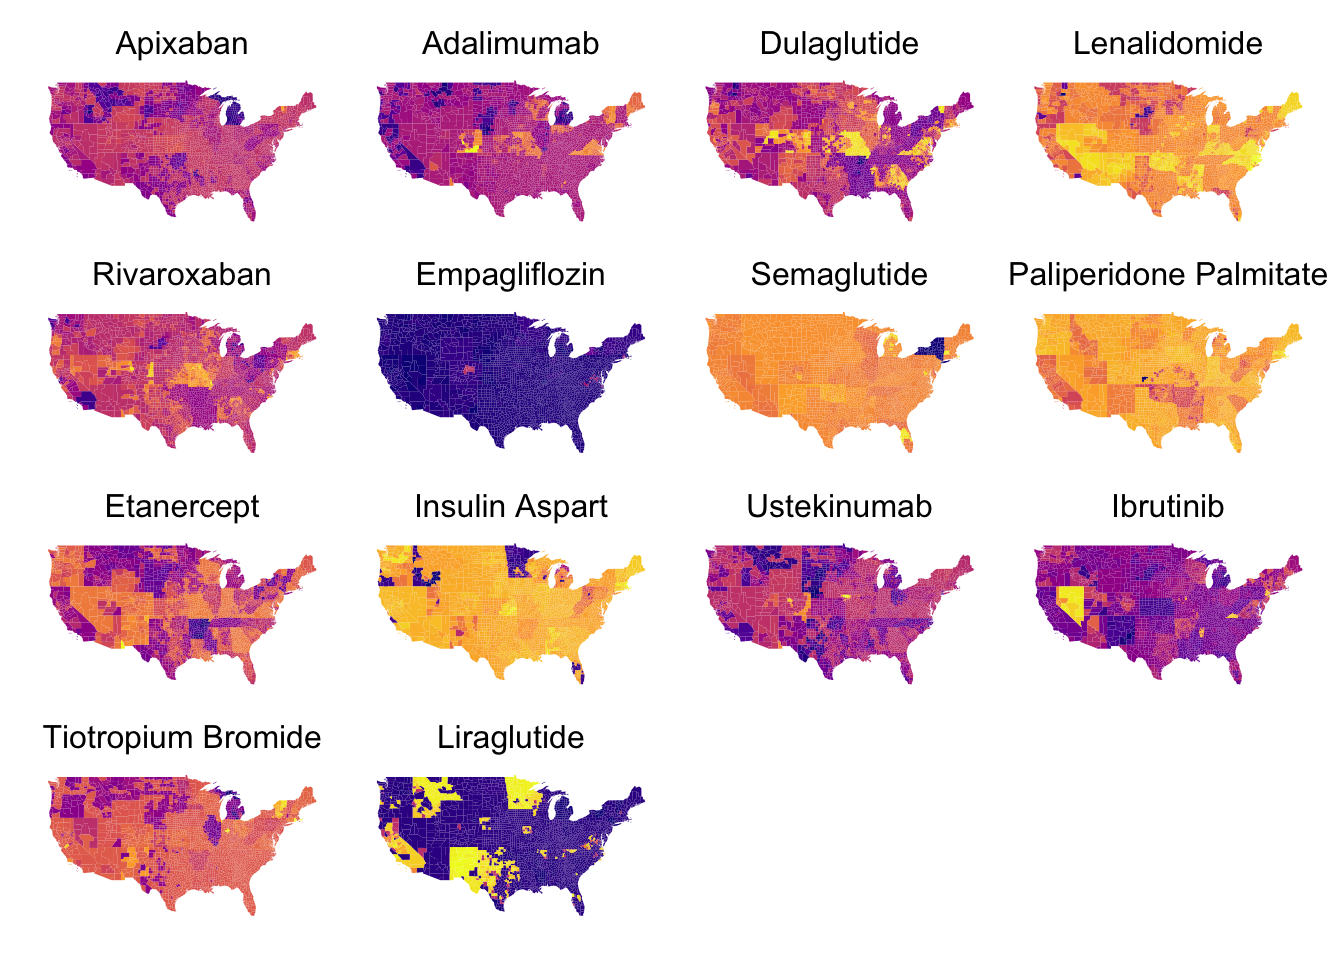 Apixaban
Adalimumab
Dulaglutide
Lenalidomide
Rivaroxaban
Empagliflozin
Semaglutide
Paliperidone Palmitate
Etanercept
Insulin Aspart
Ustekinumab
Ibrutinib
Tiotropium Bromide
Liraglutide